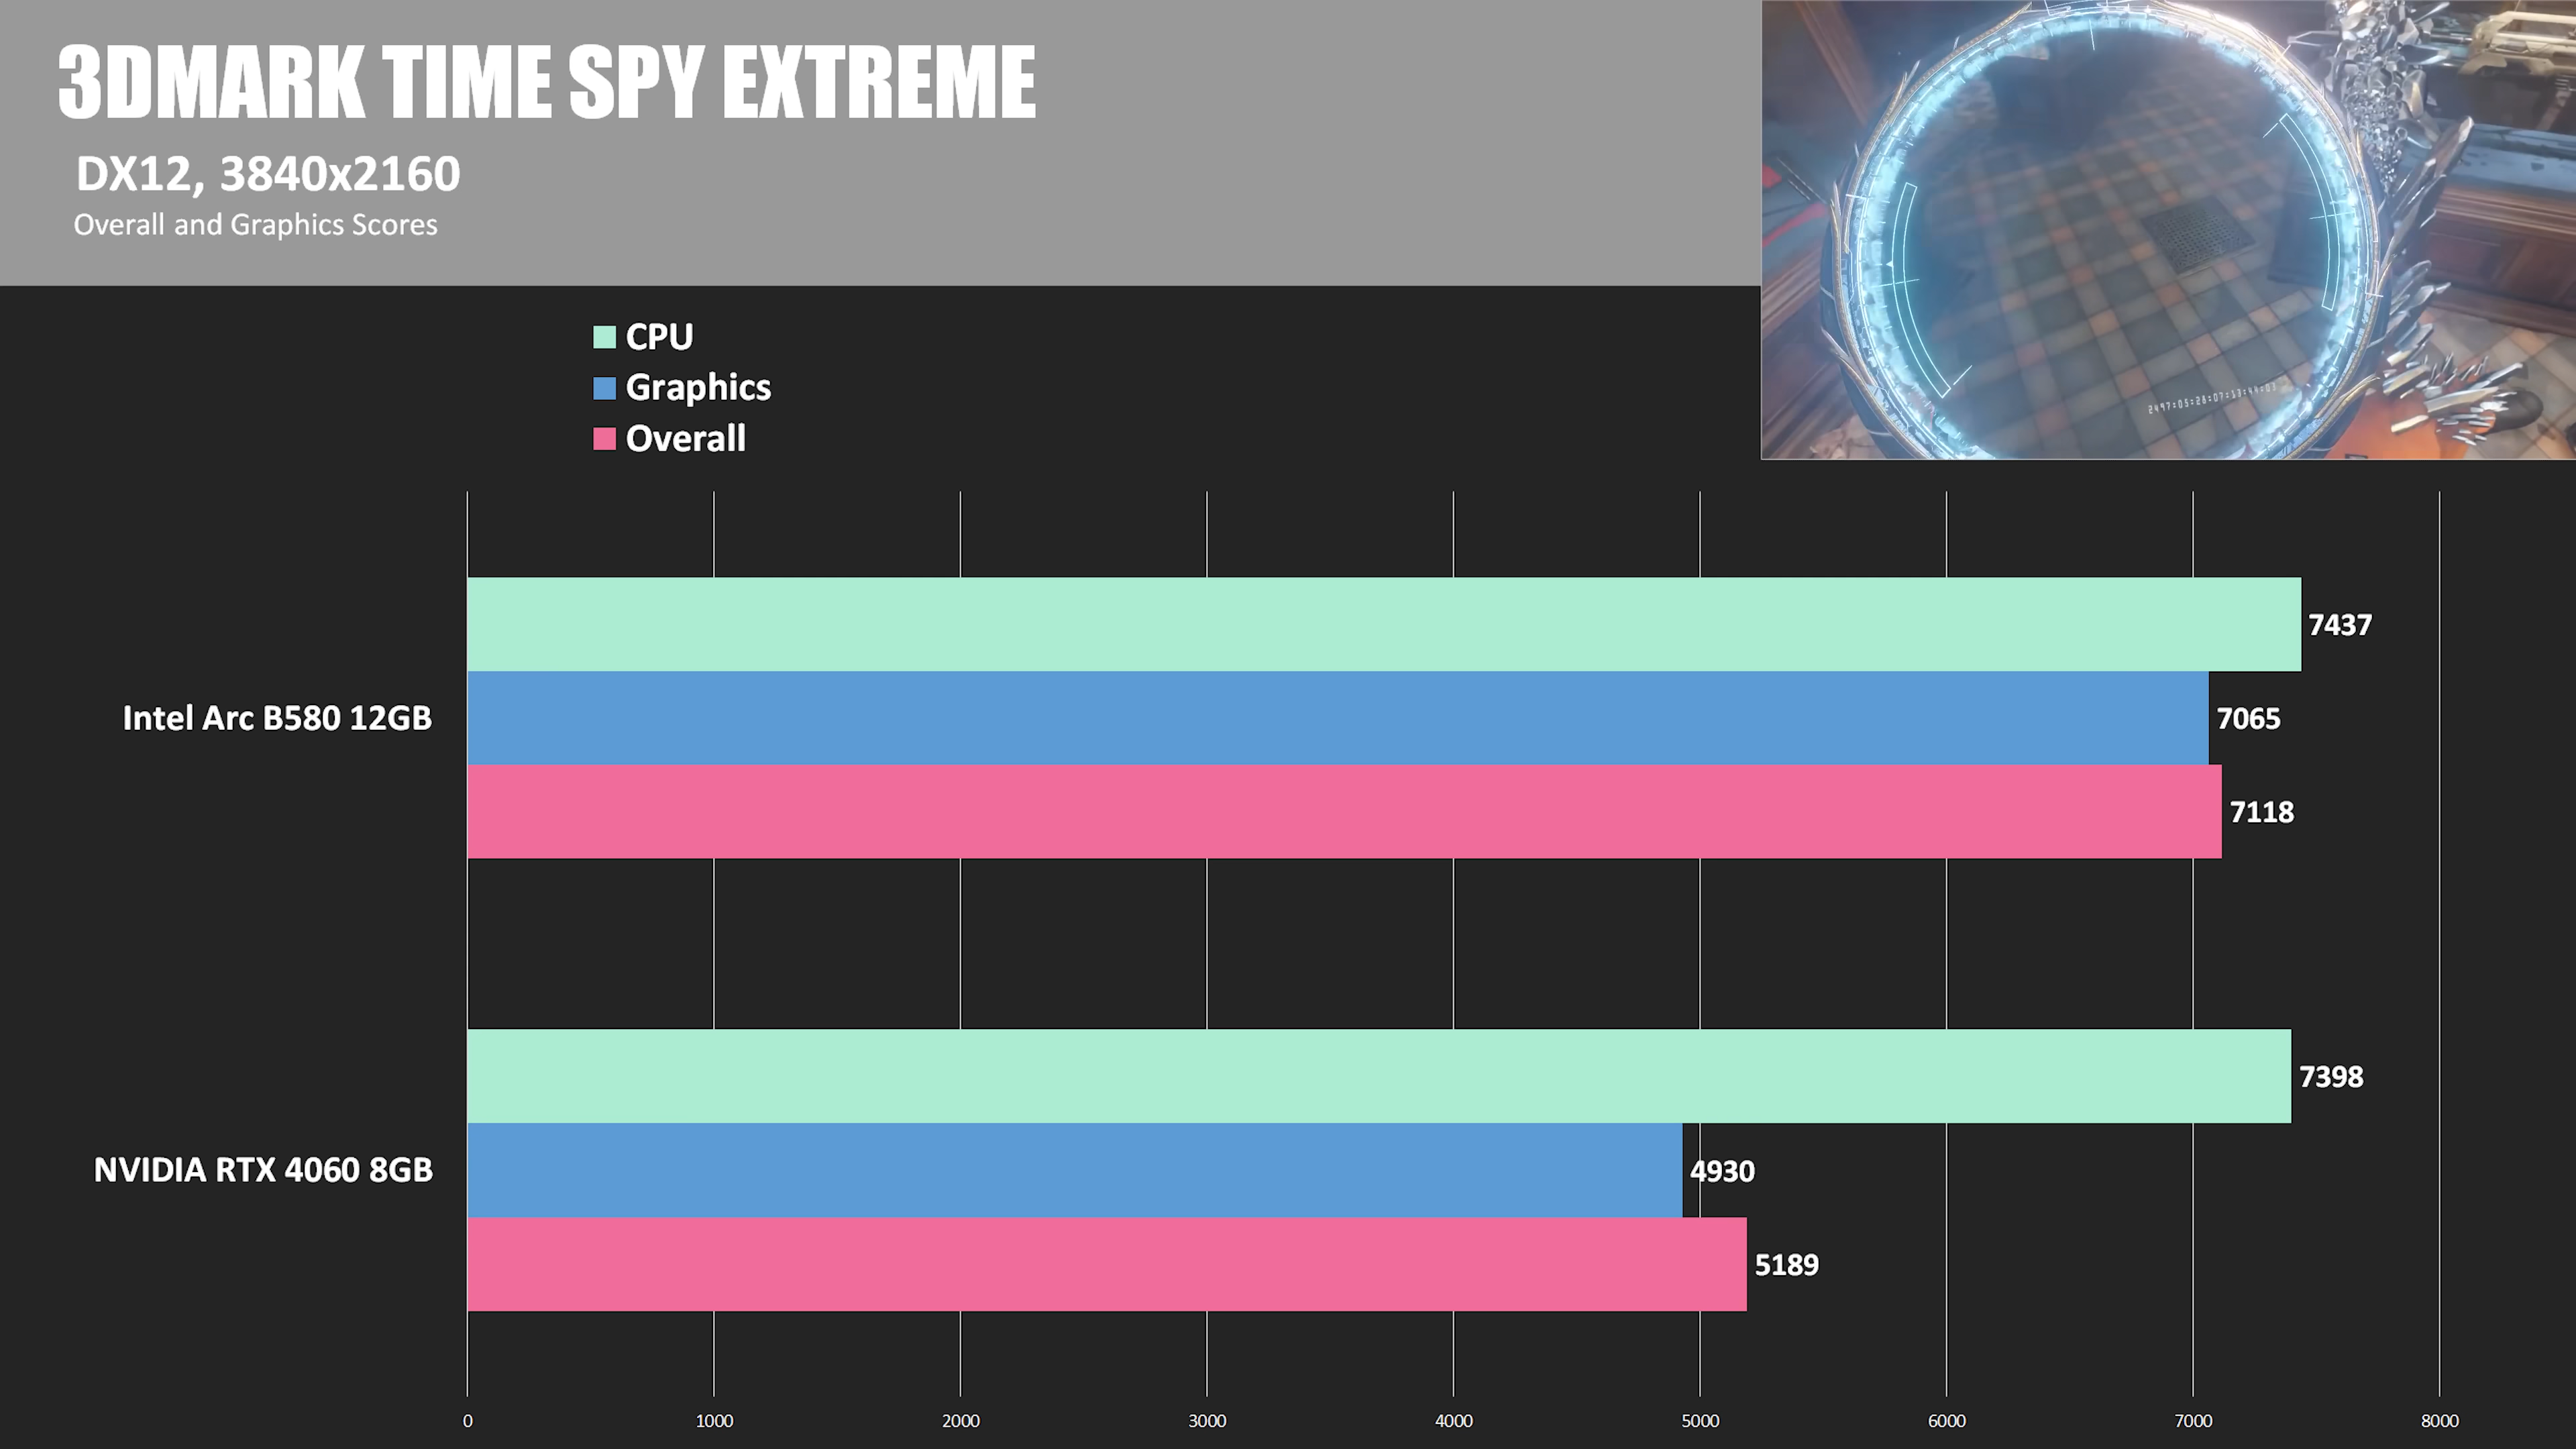 3DMARK TIME SPY EXTREME
DX12, 3840x2160
Overall and Graphics Scores
CPU
Graphics
Overall
7437
Intel Arc B580 12GB
7065
7118
7398
NVIDIA RTX 4060 8GB
4930
5189
0 1000 2000 3000 4000 5000 6000 7000 8000